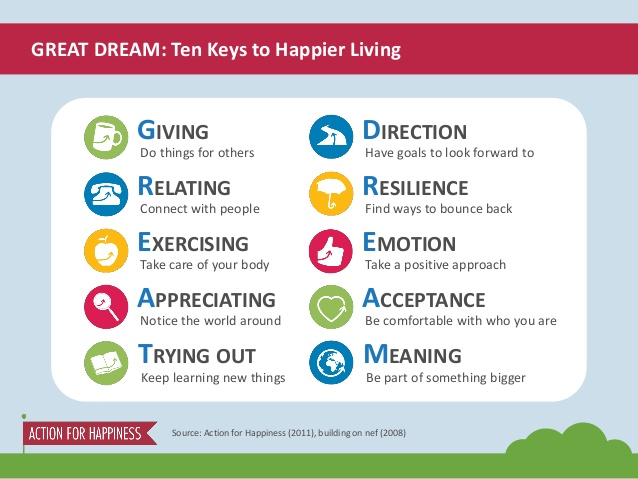 GREAT DREAM: Ten Keys to Happier Living
GIVING
Do things for others
RELATING
Connect with people
EXERCISING
Take care of your body
APPRECIATING
Notice the world around
TRYING OUT
Keep learning new things
DIRECTION
Have goals to look forward to
RESILIENCE
Find ways to bounce back
EMOTION
Take a positive approach
ACCEPTANCE
Be comfortable with who you are
MEANING
Be part of something bigger
ACTION FOR HAPPINESS
Source: Action for Happiness (2011), building on nef (2008)